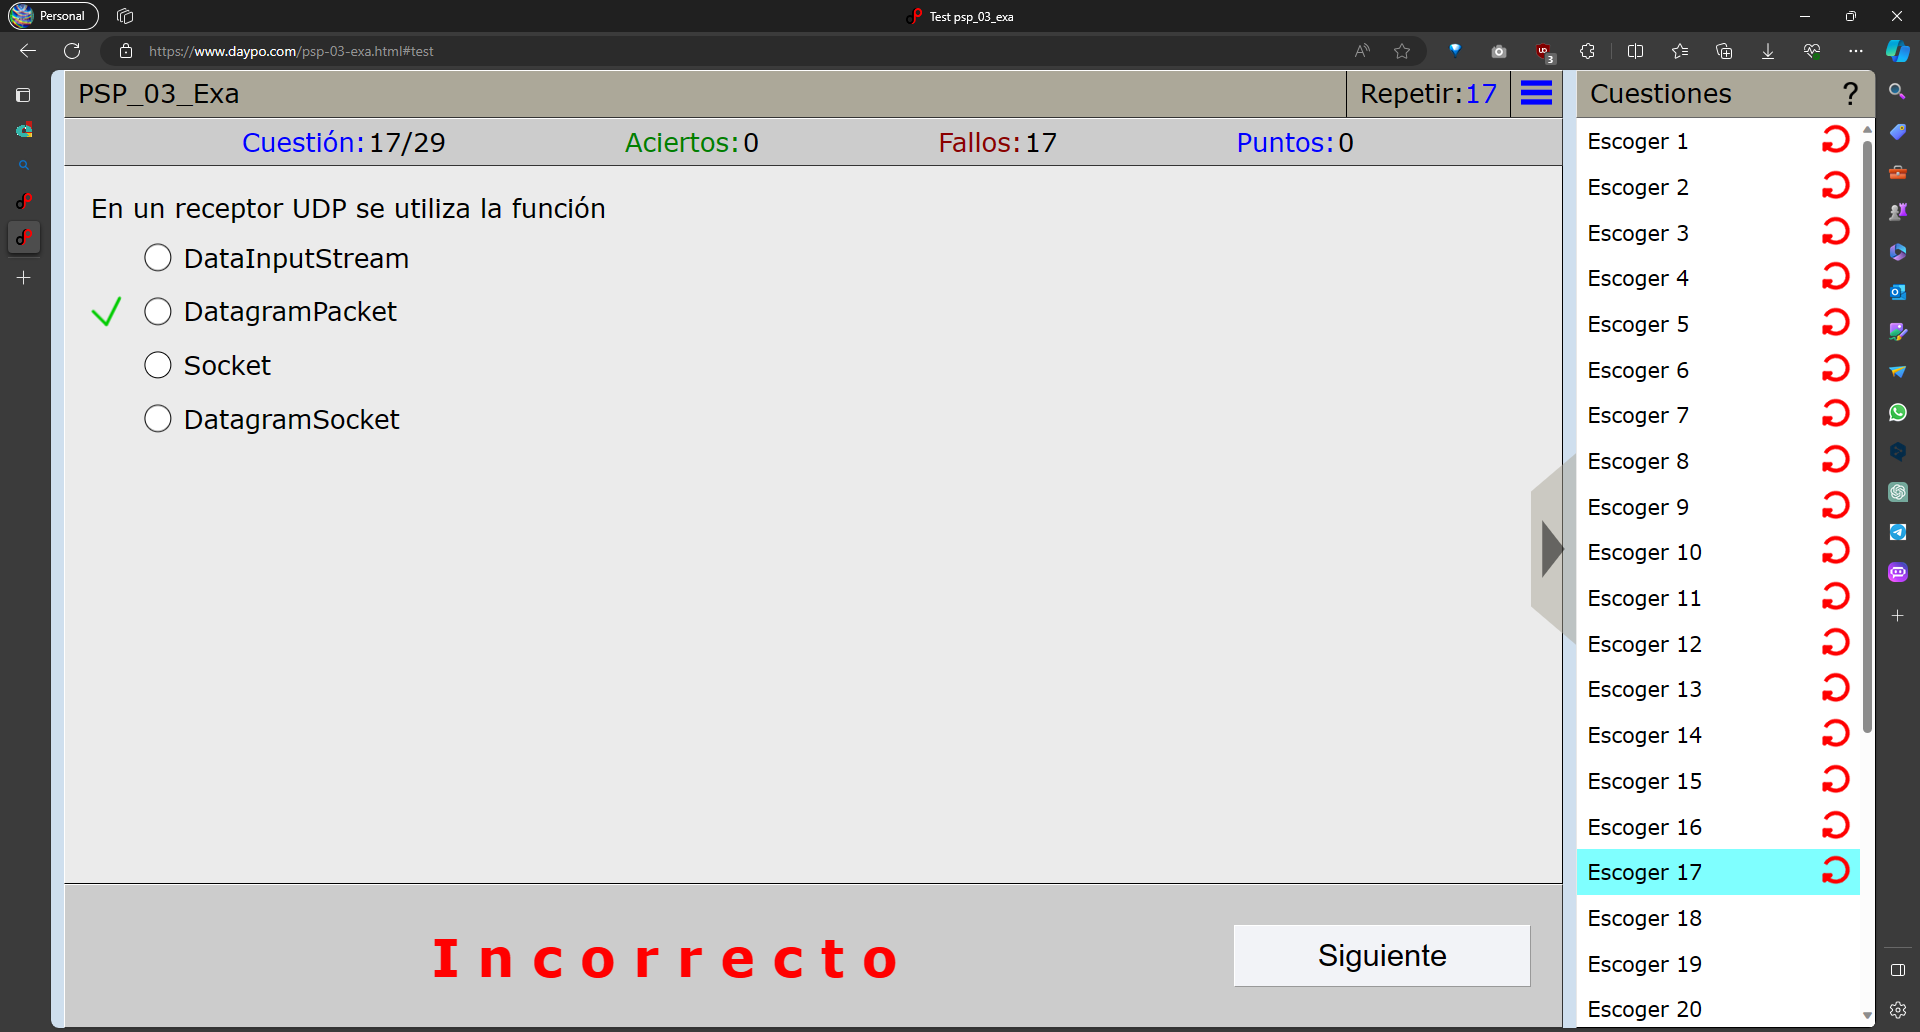 Personal
Test psp_03_exa
https://www.daypo.com/psp-03-exa.html#test
3
PSP_03_Exa
Repetir:17
Cuestiones
?
Cuestión:17/29
Aciertos:0
Fallos:17
Puntos:0
En un receptor UDP se utiliza la función
DataInputStream
DatagramPacket
Socket
DatagramSocket
Incorrecto
Siguiente
Escoger 1
Escoger 2
Escoger 3
Escoger 4
Escoger 5
Escoger 6
Escoger 7
Escoger 8
Escoger 9
Escoger 10
Escoger 11
Escoger 12
Escoger 13
Escoger 14
Escoger 15
Escoger 16
Escoger 17
Escoger 18
Escoger 19
Escoger 20